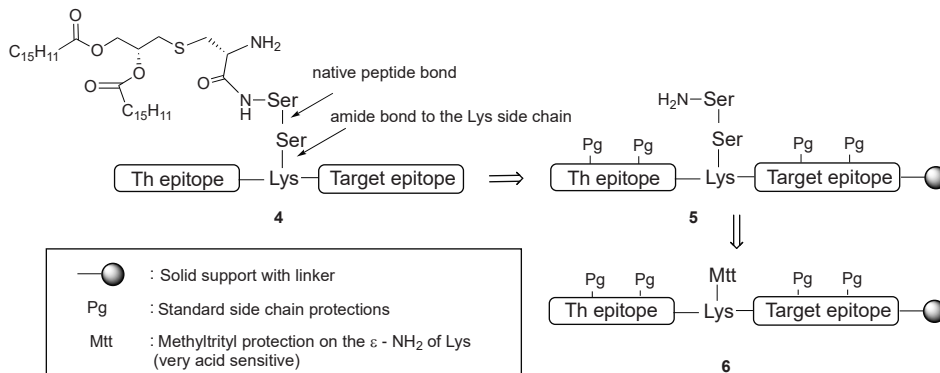 O
C15H11
O
S
NH2
O
O
O
C15H11
N
H
Ser
native peptide bond
Ser
amide bond to the Lys side chain
Th epitope
Lys
Target epitope
4
H2N
Ser
Ser
Pg
Pg
Pg
Pg
Th epitope
Lys
Target epitope
5
: Solid support with linker
Pg
: Standard side chain protections
Mtt
: Methyltrityl protection on the ε - NH2 of Lys
(very acid sensitive)
Pg
Pg
Mtt
Pg
Pg
Th epitope
Lys
Target epitope
6